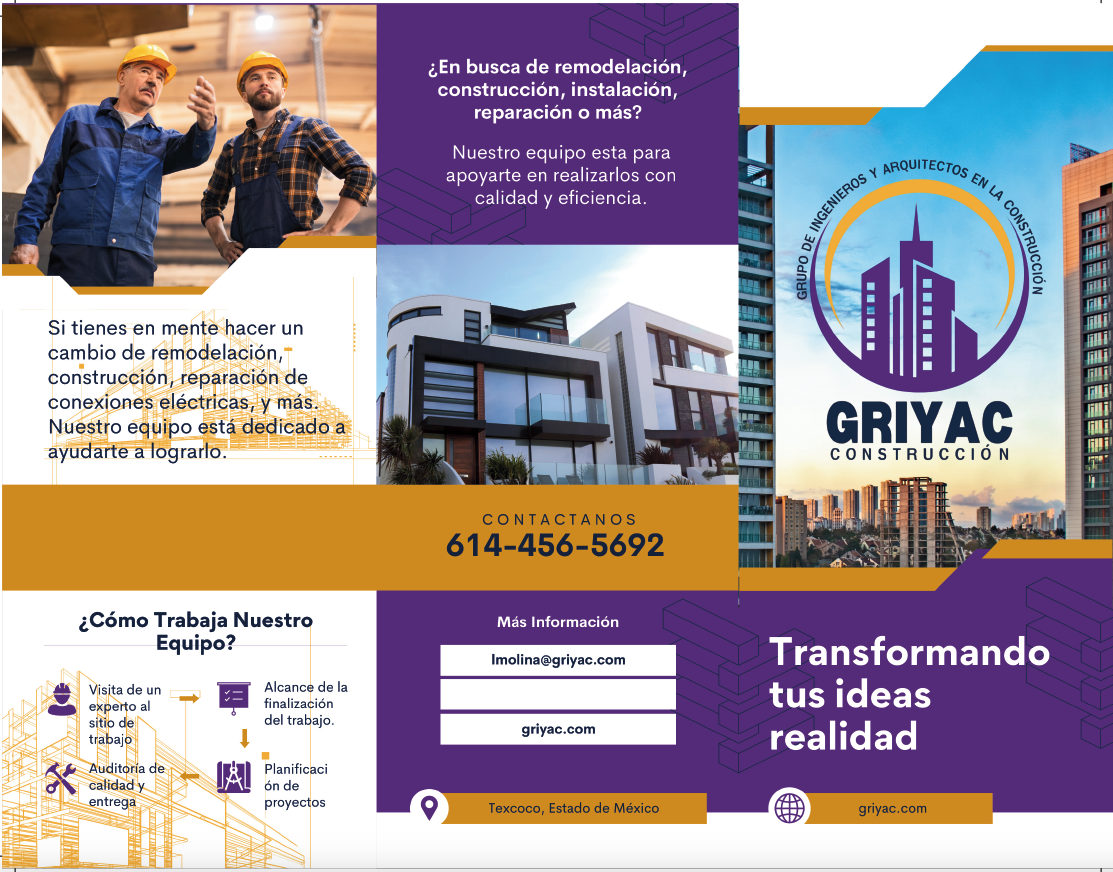 Si tienes en mente hacer un
cambio de remodelación,
construcción, reparación de
conexiones eléctricas, y más.
Nuestro equipo está dedicado a
ayudarte a lograrlo.
¿Cómo Trabaja Nuestro
Equipo?
Visita de un
experto al
sitio de
trabajo
Alcance de la
finalización
del trabajo.
Auditoría de
calidad y
entrega
Planificaci
ón de
proyectos
¿En busca de remodelación,
construcción, instalación,
reparación o más?
Nuestro equipo esta para
apoyarte en realizarlos con
calidad y eficiencia.
CONTACTANOS
614-456-5692
Más Información
lmolina@griyac.com
griyac.com
Texcoco, Estado de México
GRUPO DE INGENIEROS Y ARQUITECTOS EN LA CONSTRUCCIÓN
GRIYAC
CONSTRUCCIÓN
Transformando
tus ideas
realidad
griyac.com